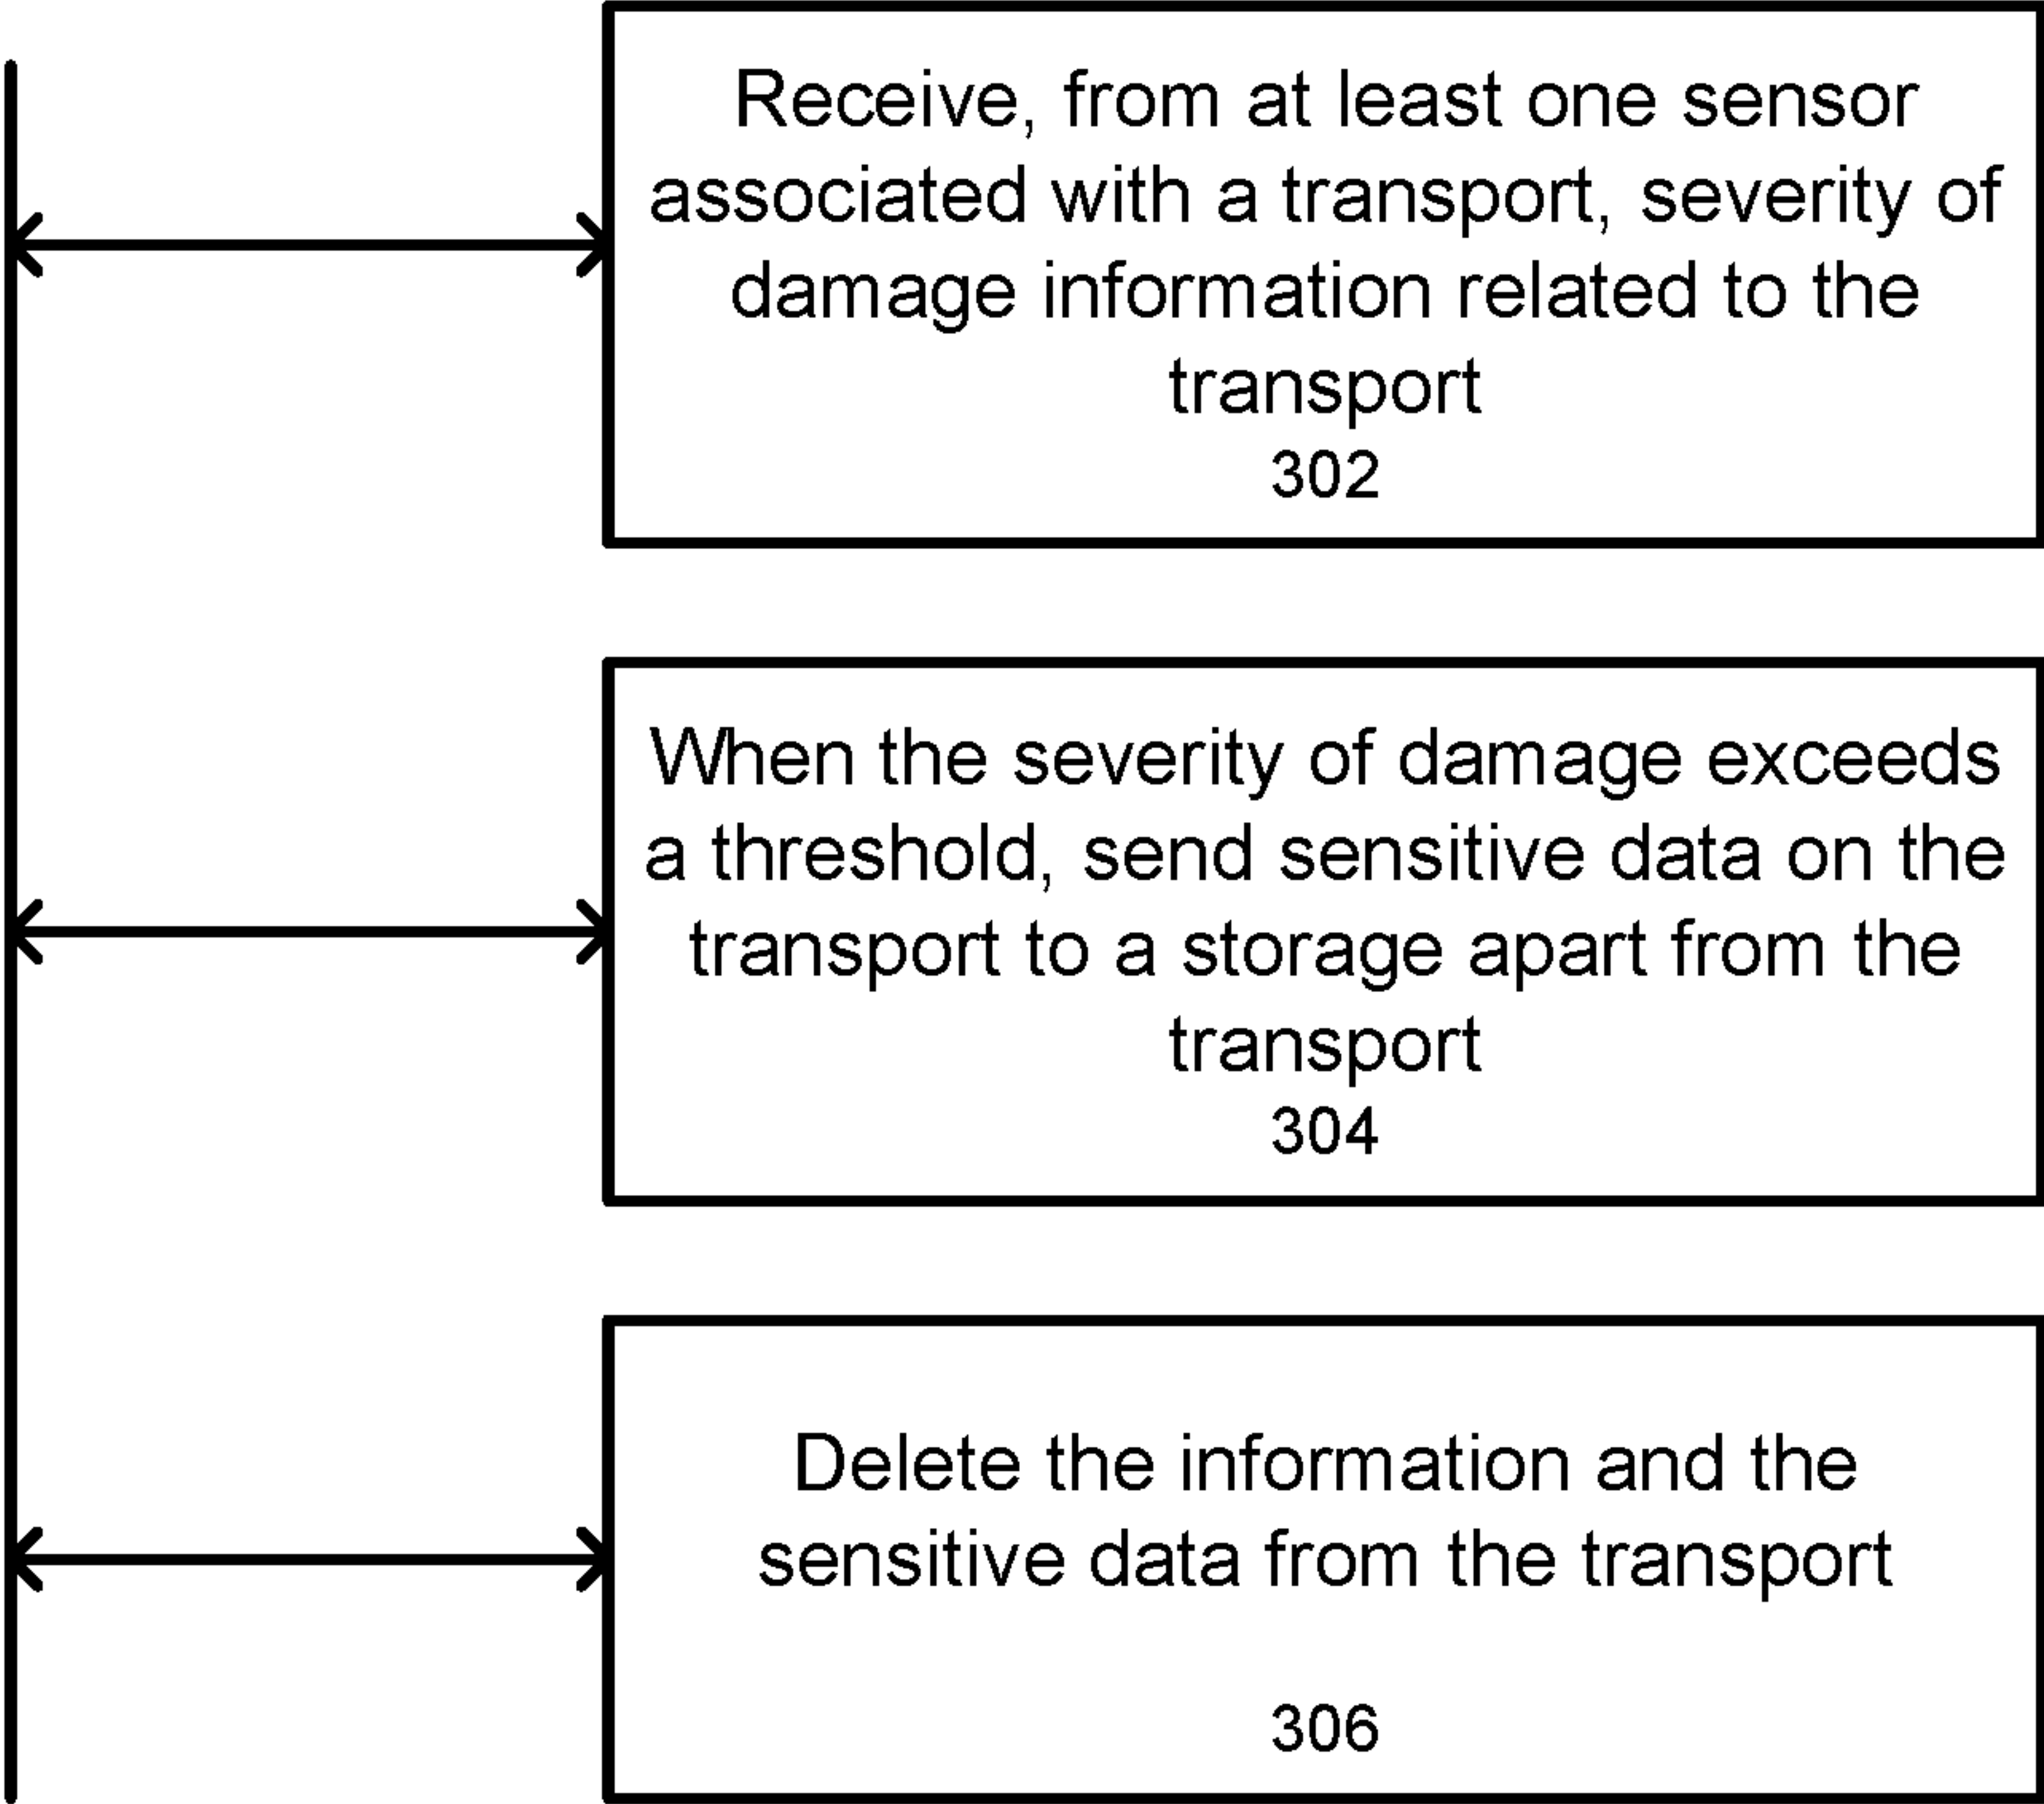 Receive, from at least one sensor
associated with a transport, severity of
damage information related to the
transport
302
When the severity of damage exceeds
a threshold, send sensitive data on the
transport to a storage apart from the
transport
304
Delete the information and the
sensitive data from the transport
306